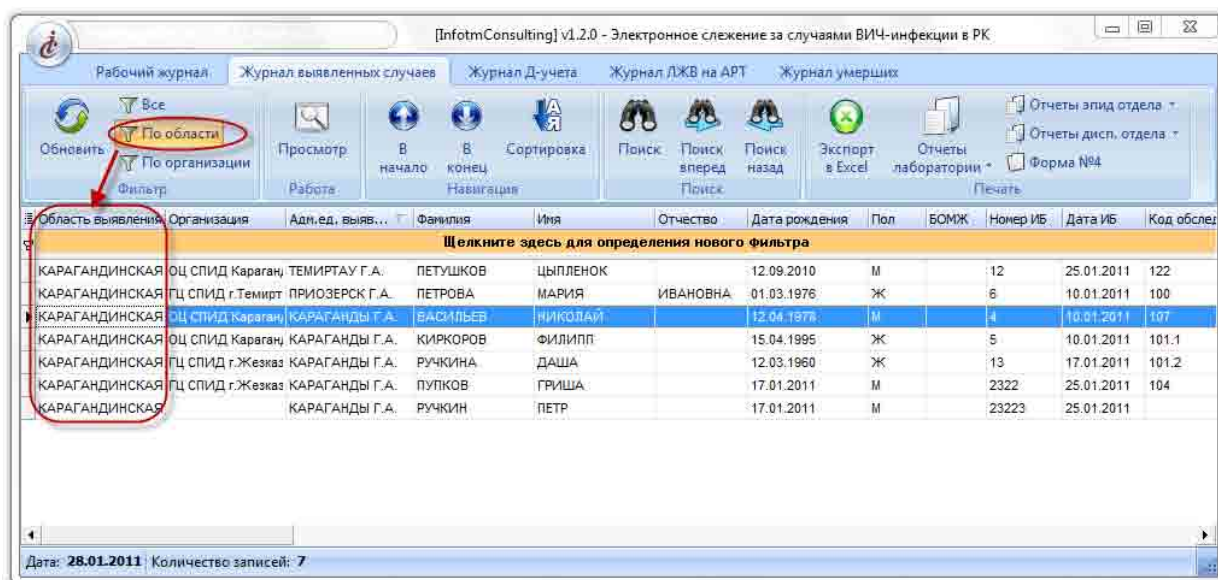 [InfotmConsulting] v1.2.0 - Электронное слежение за случаями ВИЧ-инфекции в РК
Рабочий журнал Журнал выявленных случаев Журнал Д-учета Журнал ЛЖВ на АРТ Журнал умерших
Обновить
Все
По области
По организации
Фильтр
Просмотр
Работа
В начало
В конец
Сортировка
Навигация
Поиск
Поиск вперед
Поиск назад
Поиск
Экспорт в Excel
Отчеты лаборатории
Отчеты эпид отдела
Отчеты дисп. отдела
Форма №4
Печать
Область выявления Организация Адм.ед. выяв... Фамилия Имя Отчество Дата рождения Пол БОМЖ Номер ИБ Дата ИБ Код обслед
Щелкните здесь для определения нового фильтра
КАРАГАНДИНСКАЯ ОЦ СПИД Караган, ТЕМИРТАУ Г.А. ПЕТУШКОВ ЦЫПЛЕНОК 12.09.2010 М 12 25.01.2011 122
КАРАГАНДИНСКАЯ ГЦ СПИД г.Темирт ПРИОЗЕРСК Г.А. ПЕТРОВА МАРИЯ ИВАНОВНА 01.03.1976 Ж 6 10.01.2011 100
КАРАГАНДИНСКАЯ ОЦ СПИД Караган, КАРАГАНДЫ Г.А. ВАСИЛЬЕВ НИКОЛАЙ 12.04.1978 М 4 10.01.2011 107
КАРАГАНДИНСКАЯ ОЦ СПИД Караган, КАРАГАНДЫ Г.А. КИРКОРОВ ФИЛИПП 15.04.1995 Ж 5 10.01.2011 101.1
КАРАГАНДИНСКАЯ ГЦ СПИД г.Жезказ КАРАГАНДЫ Г.А. РУЧКИНА ДАША 12.03.1960 Ж 13 17.01.2011 101.2
КАРАГАНДИНСКАЯ ГЦ СПИД г.Жезказ КАРАГАНДЫ Г.А. ПУПКОВ ГРИША 17.01.2011 М 2322 25.01.2011 104
КАРАГАНДИНСКАЯ КАРАГАНДЫ Г.А. РУЧКИН ПЕТР 17.01.2011 М 23223 25.01.2011
Дата: 28.01.2011 Количество записей: 7